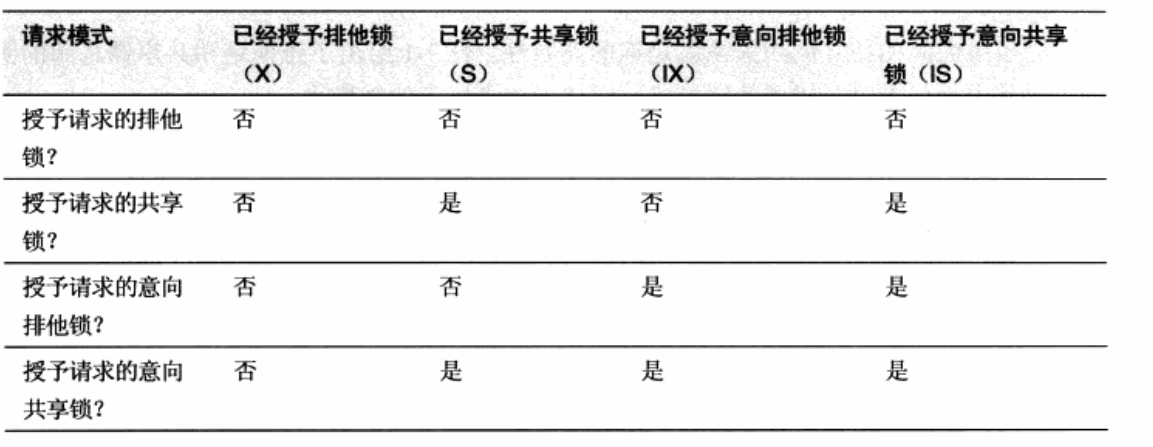 请求模式 已经授予排他锁 已经授予共享锁 已经授予意向排他锁 已经授予意向共享
（X） （S） （IX） 锁（IS）
授予请求的排他 否 否 否 否
锁？
授予请求的共享 否 是 否 是
锁？
授予请求的意向 否 否 是 是
排他锁？
授予请求的意向 否 是 是 是
共享锁？